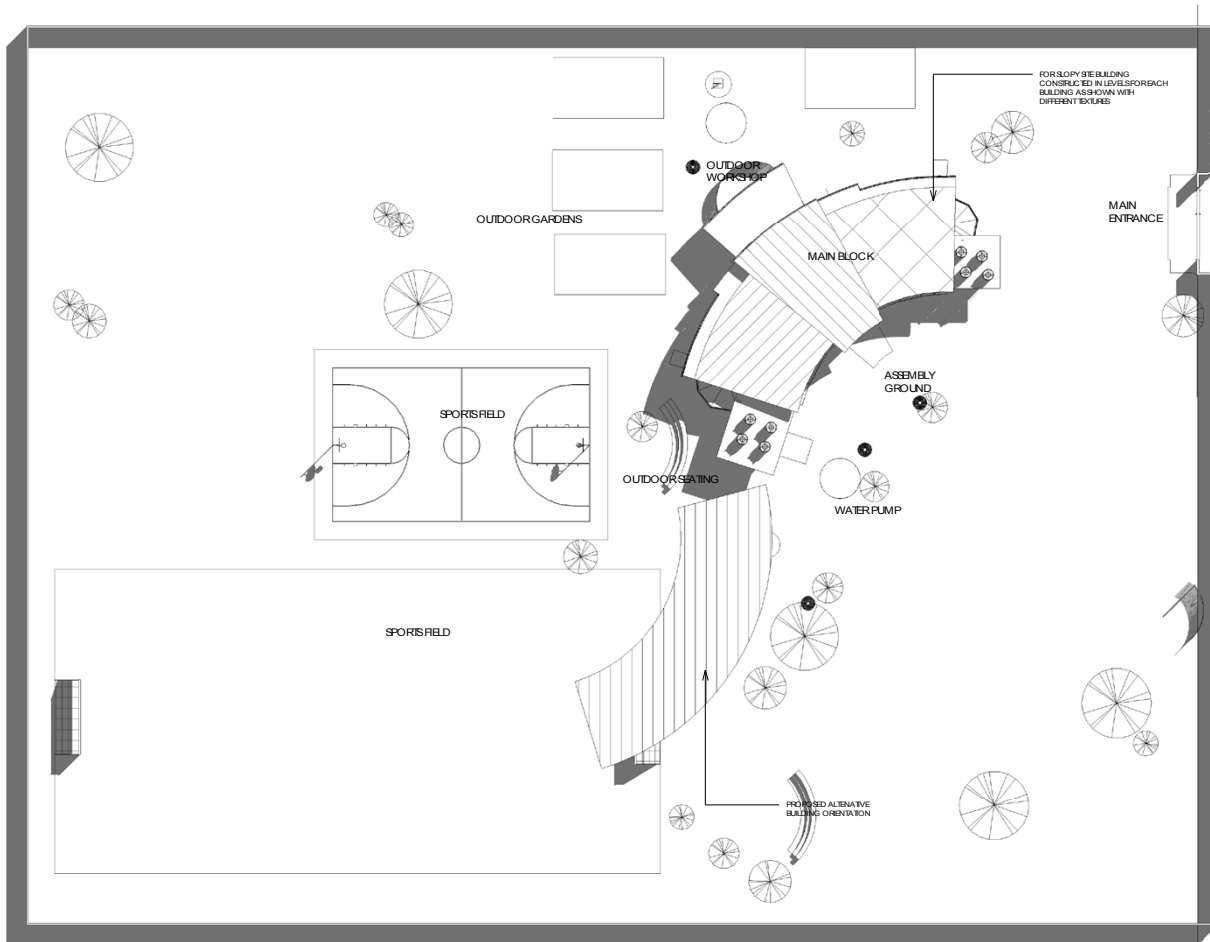 FOR SLOPY SITE BUILDING
CONSTRUCTED IN LEVELS FOR EACH
BUILDING AS SHOWN WITH
DIFFERENT TEXTURES
OUTDOOR
WORKSHOP
OUTDOOR GARDENS
MAIN
ENTRANCE
MAIN BLOCK
ASSEMBLY
GROUND
SPORTS FIELD
OUTDOOR SEATING
WATER PUMP
SPORTS FIELD
PROPOSED ALTENATIVE
BUILDING ORIENTATION